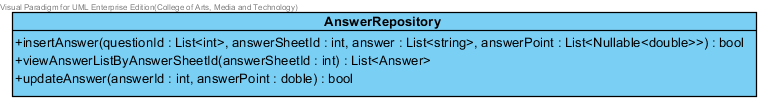 Visual Paradigm for UML Enterprise Edition(College of Arts, Media and Technology)
AnswerRepository
+insertAnswer(questionId : List<int>, answerSheetId : int, answer : List<string>, answerPoint : List<Nullable<double>>) : bool
+viewAnswerListByAnswerSheetId(answerSheetId : int) : List<Answer>
+updateAnswer(answerId : int, answerPoint : doble) : bool